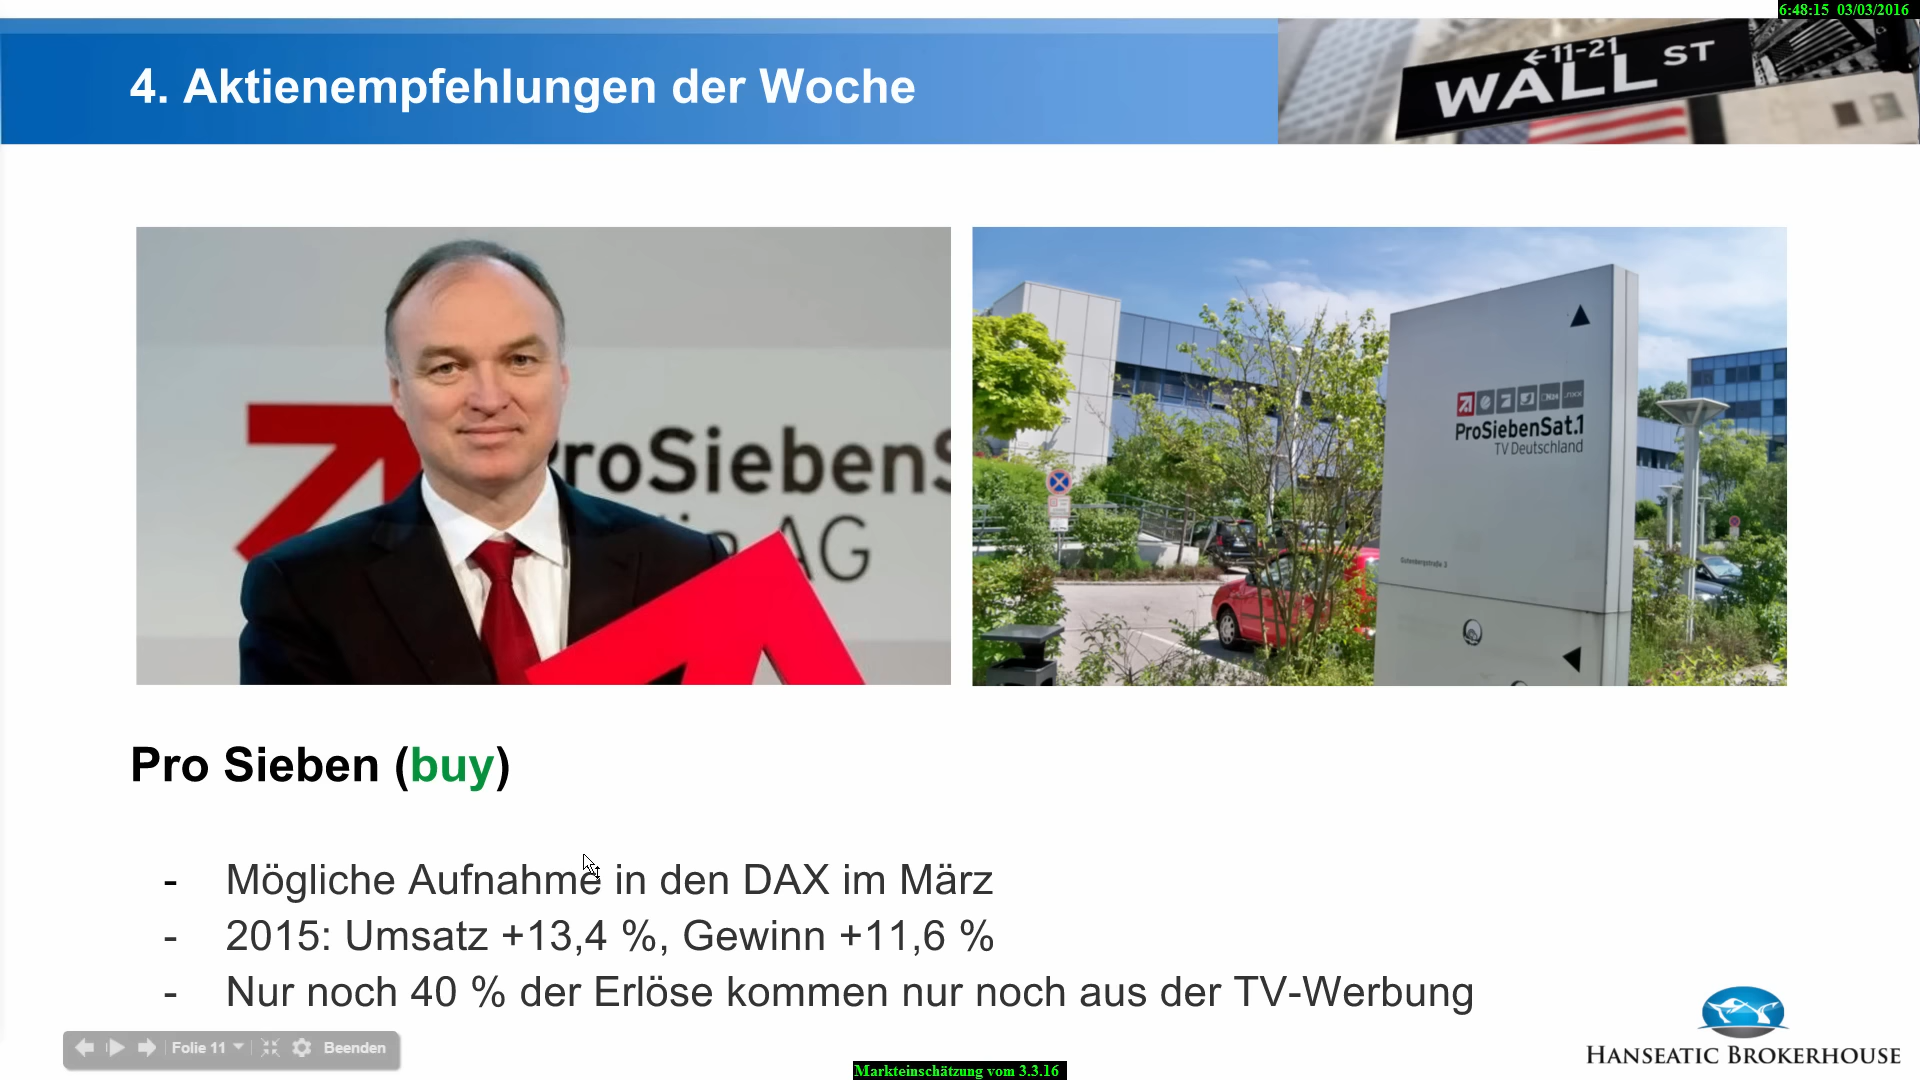 6:48:15 03/03/2016
4. Aktienempfehlungen der Woche
←11-21
WALL ST
roSiebenS
AG
ProSiebenSat.1
TV Deutschland
Gutenbergstraße 3
Pro Sieben (buy)
- Mögliche Aufnahme in den DAX im März
- 2015: Umsatz +13,4 %, Gewinn +11,6 %
- Nur noch 40 % der Erlöse kommen nur noch aus der TV-Werbung
Folie 11
Beenden
HANSEATIC BROKERHOUSE
Markteinschätzung vom 3.3.16